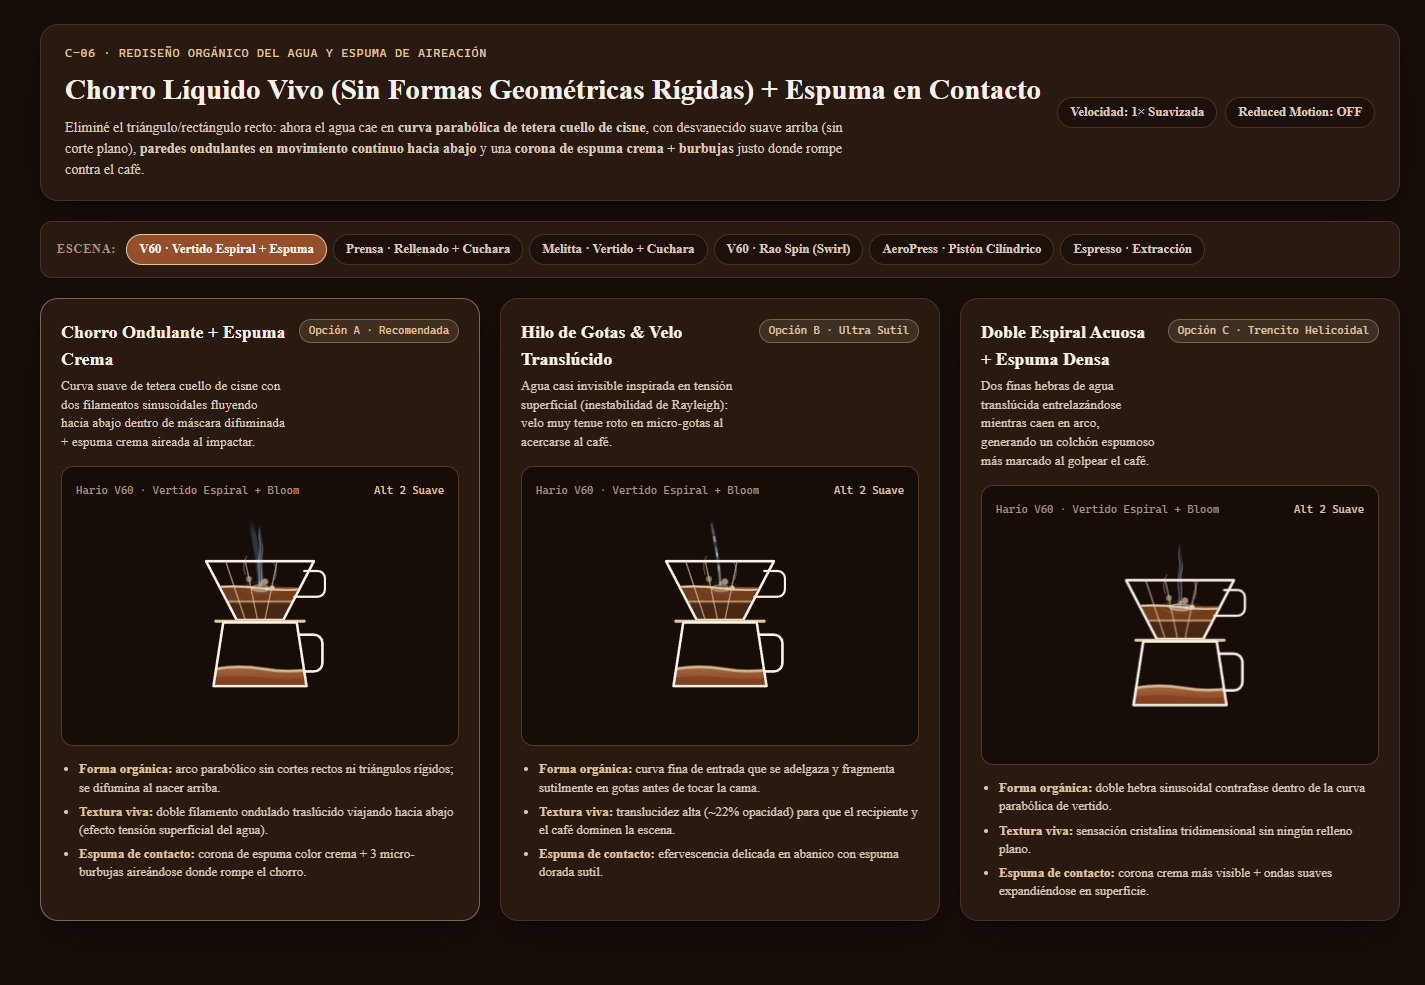 C-06 · REDISEÑO ORGÁNICO DEL AGUA Y ESPUMA DE AIREACIÓN
Chorro Líquido Vivo (Sin Formas Geométricas Rígidas) + Espuma en Contacto
Eliminé el triángulo/rectángulo recto: ahora el agua cae en curva parabólica de tetera cuello de cisne, con desvanecido suave arriba (sin
corte plano), paredes ondulantes en movimiento continuo hacia abajo y una corona de espuma crema + burbujas justo donde rompe
contra el café.
Velocidad: 1× Suavizada
Reduced Motion: OFF
ESCENA:
V60 · Vertido Espiral + Espuma
Prensa · Rellenado + Cuchara
Melitta · Vertido + Cuchara
V60 · Rao Spin (Swirl)
AeroPress · Pistón Cilíndrico
Espresso · Extracción
Chorro Ondulante + Espuma
Crema
Opción A · Recomendada
Curva suave de tetera cuello de cisne con
dos filamentos sinusoidales fluyendo
hacia abajo dentro de máscara difuminada
+ espuma crema aireada al impactar.
Hario V60 · Vertido Espiral + Bloom
Alt 2 Suave
Forma orgánica: arco parabólico sin cortes rectos ni triángulos rígidos;
se difumina al nacer arriba.
Textura viva: doble filamento ondulado traslúcido viajando hacia abajo
(efecto tensión superficial del agua).
Espuma de contacto: corona de espuma color crema + 3 micro-
burbujas aireándose donde rompe el chorro.
Hilo de Gotas & Velo
Translúcido
Opción B · Ultra Sutil
Agua casi invisible inspirada en tensión
superficial (inestabilidad de Rayleigh):
velo muy tenue roto en micro-gotas al
acercarse al café.
Hario V60 · Vertido Espiral + Bloom
Alt 2 Suave
Forma orgánica: curva fina de entrada que se adelgaza y fragmenta
sutilmente en gotas antes de tocar la cama.
Textura viva: translucidez alta (~22% opacidad) para que el recipiente y
el café dominen la escena.
Espuma de contacto: efervescencia delicada en abanico con espuma
dorada sutil.
Doble Espiral Acuosa
+ Espuma Densa
Opción C · Trencito Helicoidal
Dos finas hebras de agua
translúcida entrelazándose
mientras caen en arco,
generando un colchón espumoso
más marcado al golpear el café.
Hario V60 · Vertido Espiral + Bloom
Alt 2 Suave
Forma orgánica: doble hebra sinusoidal contrafase dentro de la curva
parabólica de vertido.
Textura viva: sensación cristalina tridimensional sin ningún relleno
plano.
Espuma de contacto: corona crema más visible + ondas suaves
expandiéndose en superficie.